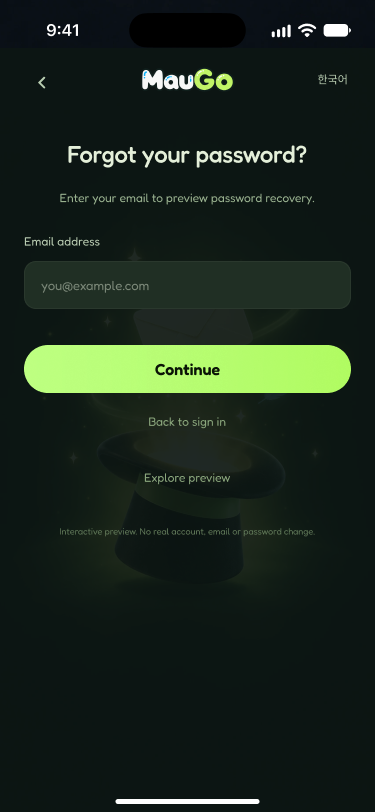 9:41
MauGo
한국어
Forgot your password?
Enter your email to preview password recovery.
Email address
you@example.com
Continue
Back to sign in
Explore preview
Interactive preview. No real account, email or password change.